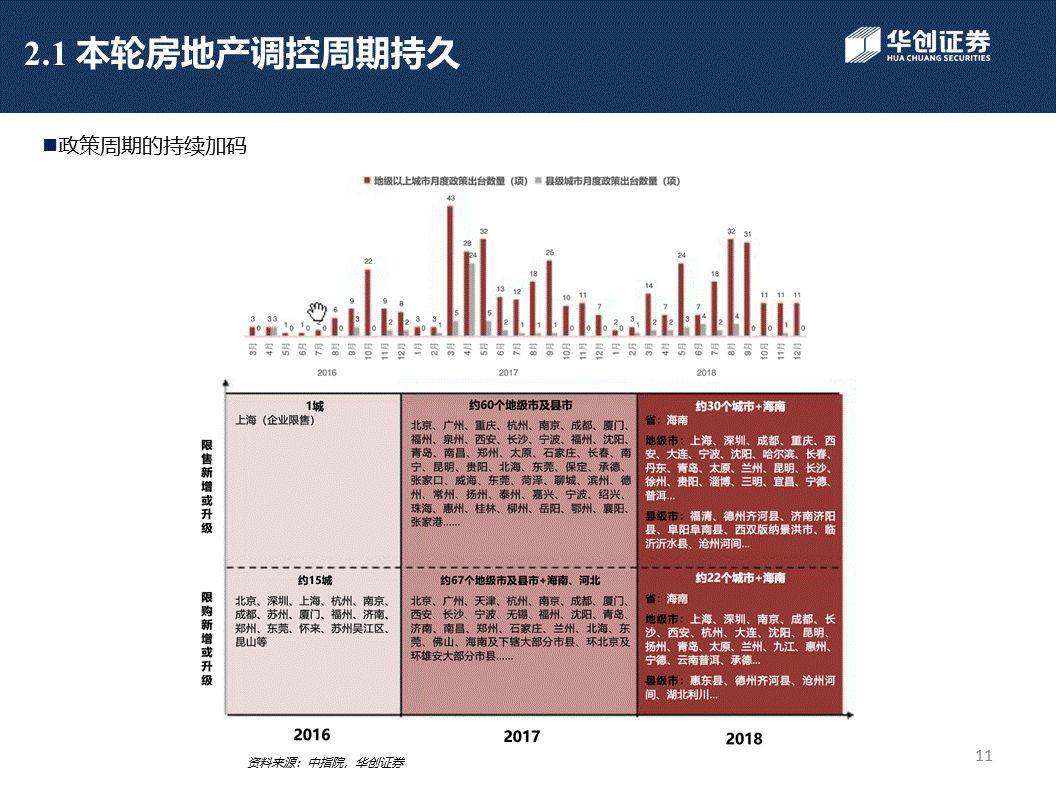 2.1 本轮房地产调控周期持久
华创证券
HUA CHUANG SECURITIES
■政策周期的持续加码
■ 地级以上城市月度政策出台数量（项） ■ 县级城市月度政策出台数量（项）
3 0 3 3 1 0 1 0 2 0 6 0 9 3 22 0 9 2 8 2 3 0 3 1 43 5 28 24 32 5 13 2 12 1 18 1 25 1 10 0 11 2 7 0 2 0 3 1 14 2 7 2 24 3 7 4 18 2 32 4 31 0 11 0 11 1 11 0
3月 4月 5月 6月 7月 8月 9月 10月 11月 12月 1月 2月 3月 4月 5月 6月 7月 8月 9月 10月 11月 12月 1月 2月 3月 4月 5月 6月 7月 8月 9月 10月 11月 12月
2016 2017 2018
限售新增或升级
1城
上海（企业限售）
约60个地级市及县市
北京、广州、重庆、杭州、南京、成都、厦门、
福州、泉州、西安、长沙、宁波、福州、沈阳、
青岛、南昌、郑州、太原、石家庄、长春、南
宁、昆明、贵阳、北海、东莞、保定、承德、
张家口、威海、东莞、菏泽、聊城、滨州、德
州、常州、扬州、泰州、嘉兴、宁波、绍兴、
珠海、惠州、桂林、柳州、岳阳、鄂州、襄阳、
张家港……
约30个城市+海南
省：海南
地级市：上海、深圳、成都、重庆、西
安、大连、宁波、沈阳、哈尔滨、长春、
丹东、青岛、太原、兰州、昆明、长沙、
徐州、贵阳、淄博、三明、宜昌、宁德、
普洱...
县级市：福清、德州齐河县、济南济阳
县、阜阳阜南县、西双版纳景洪市、临
沂沂水县、沧州河间...
限购新增或升级
约15城
北京、深圳、上海、杭州、南京、
成都、苏州、厦门、福州、济南、
郑州、东莞、怀来、苏州吴江区、
昆山等
约67个地级市及县市+海南、河北
北京、广州、天津、杭州、南京、成都、厦门、
西安、长沙、宁波、无锡、福州、沈阳、青岛、
济南、南昌、郑州、石家庄、兰州、北海、东
莞、佛山、海南及下辖大部分市县、环北京及
环雄安大部分市县……
约22个城市+海南
省：海南
地级市：上海、深圳、南京、成都、长
沙、西安、杭州、大连、沈阳、昆明、
扬州、青岛、太原、兰州、九江、惠州、
宁德、云南普洱、承德...
县级市：惠东县、德州齐河县、沧州河
间、湖北利川...
2016 2017 2018
资料来源：中指院，华创证券
11